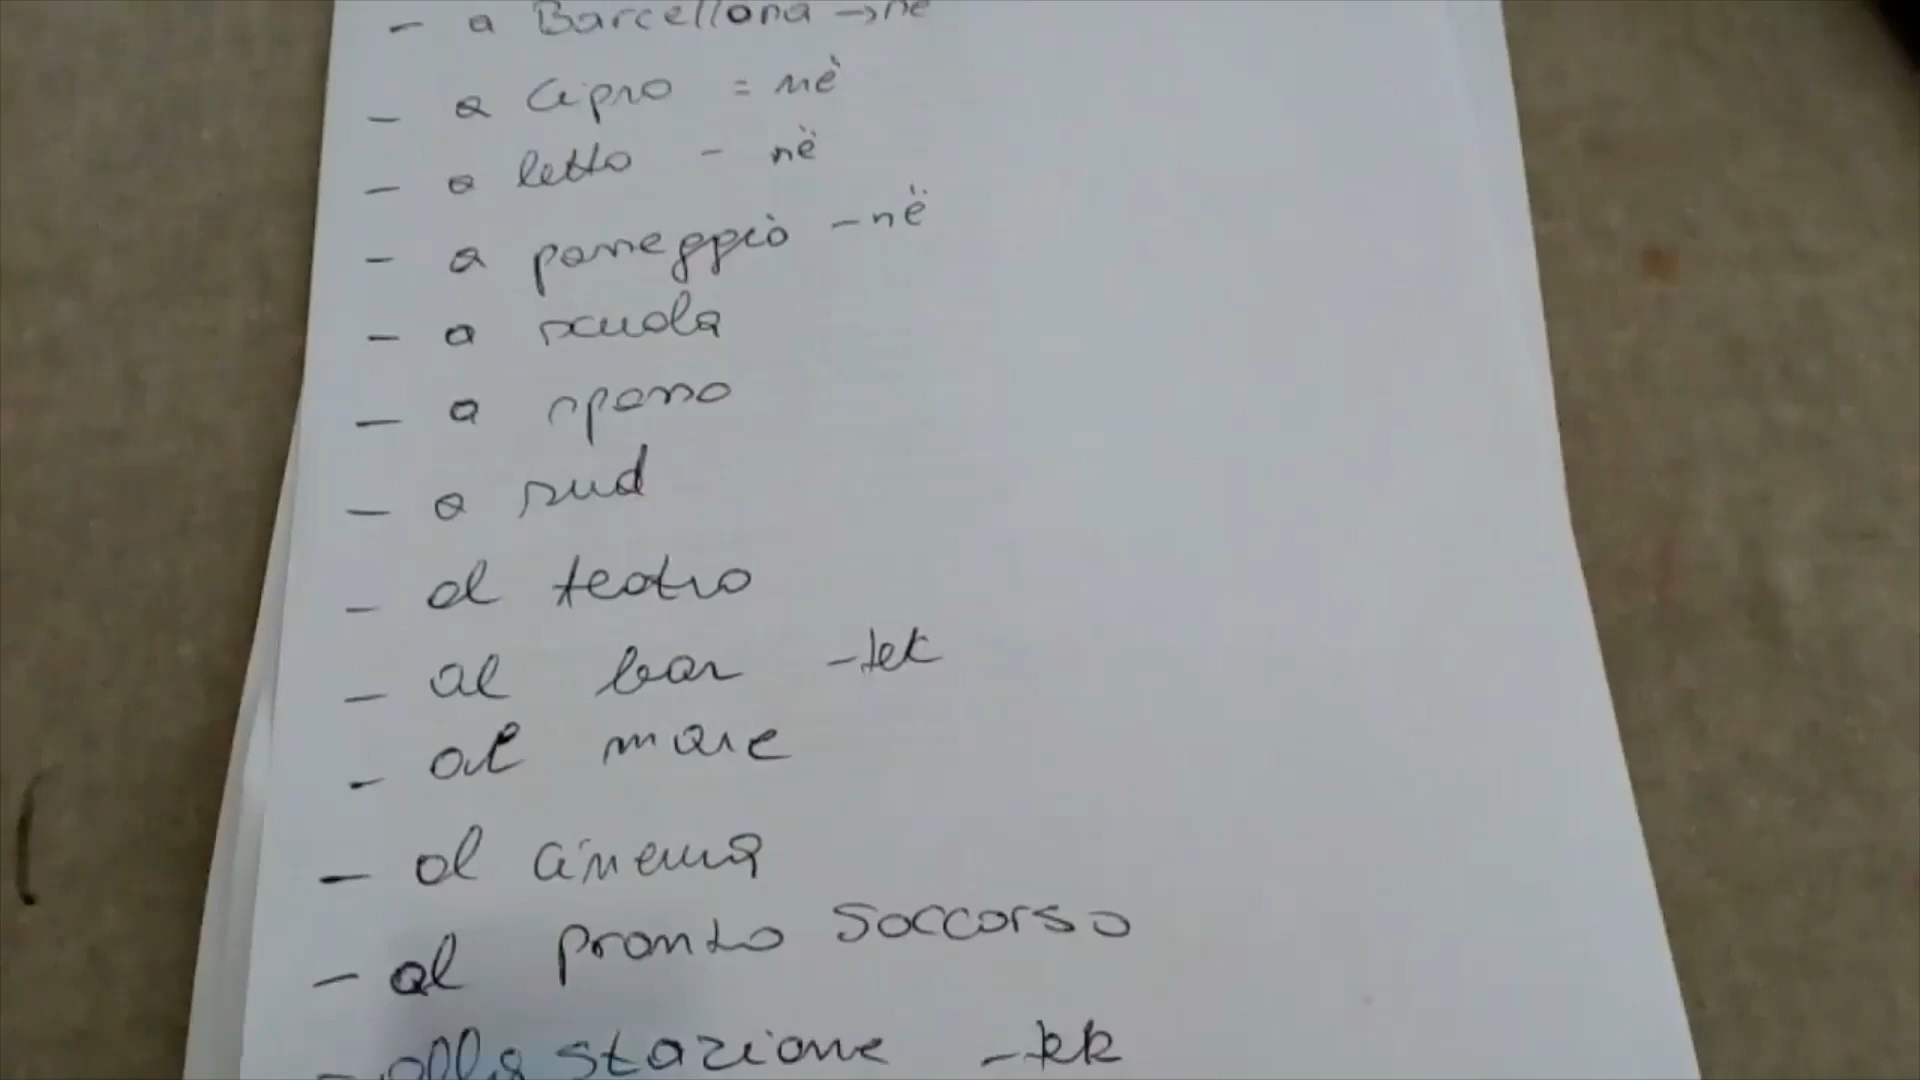 - a Barcellona → në
- a Cipro = në
- a letto - në
- a passeggio - në
- a scuola
- a spasso
- a sud
- al teatro
- al bar - tek
- al mare
- al cinema
- al pronto soccorso
- alla stazione - tek